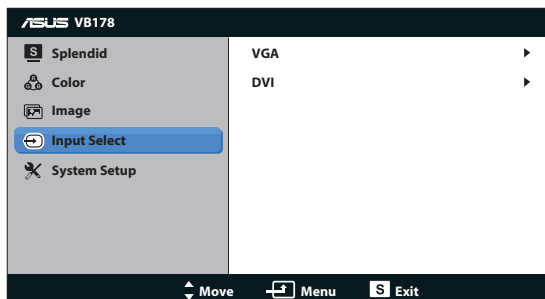 ASUS VB178
S Splendid
Color
Image
Input Select
System Setup
VGA
DVI
Move Menu S Exit